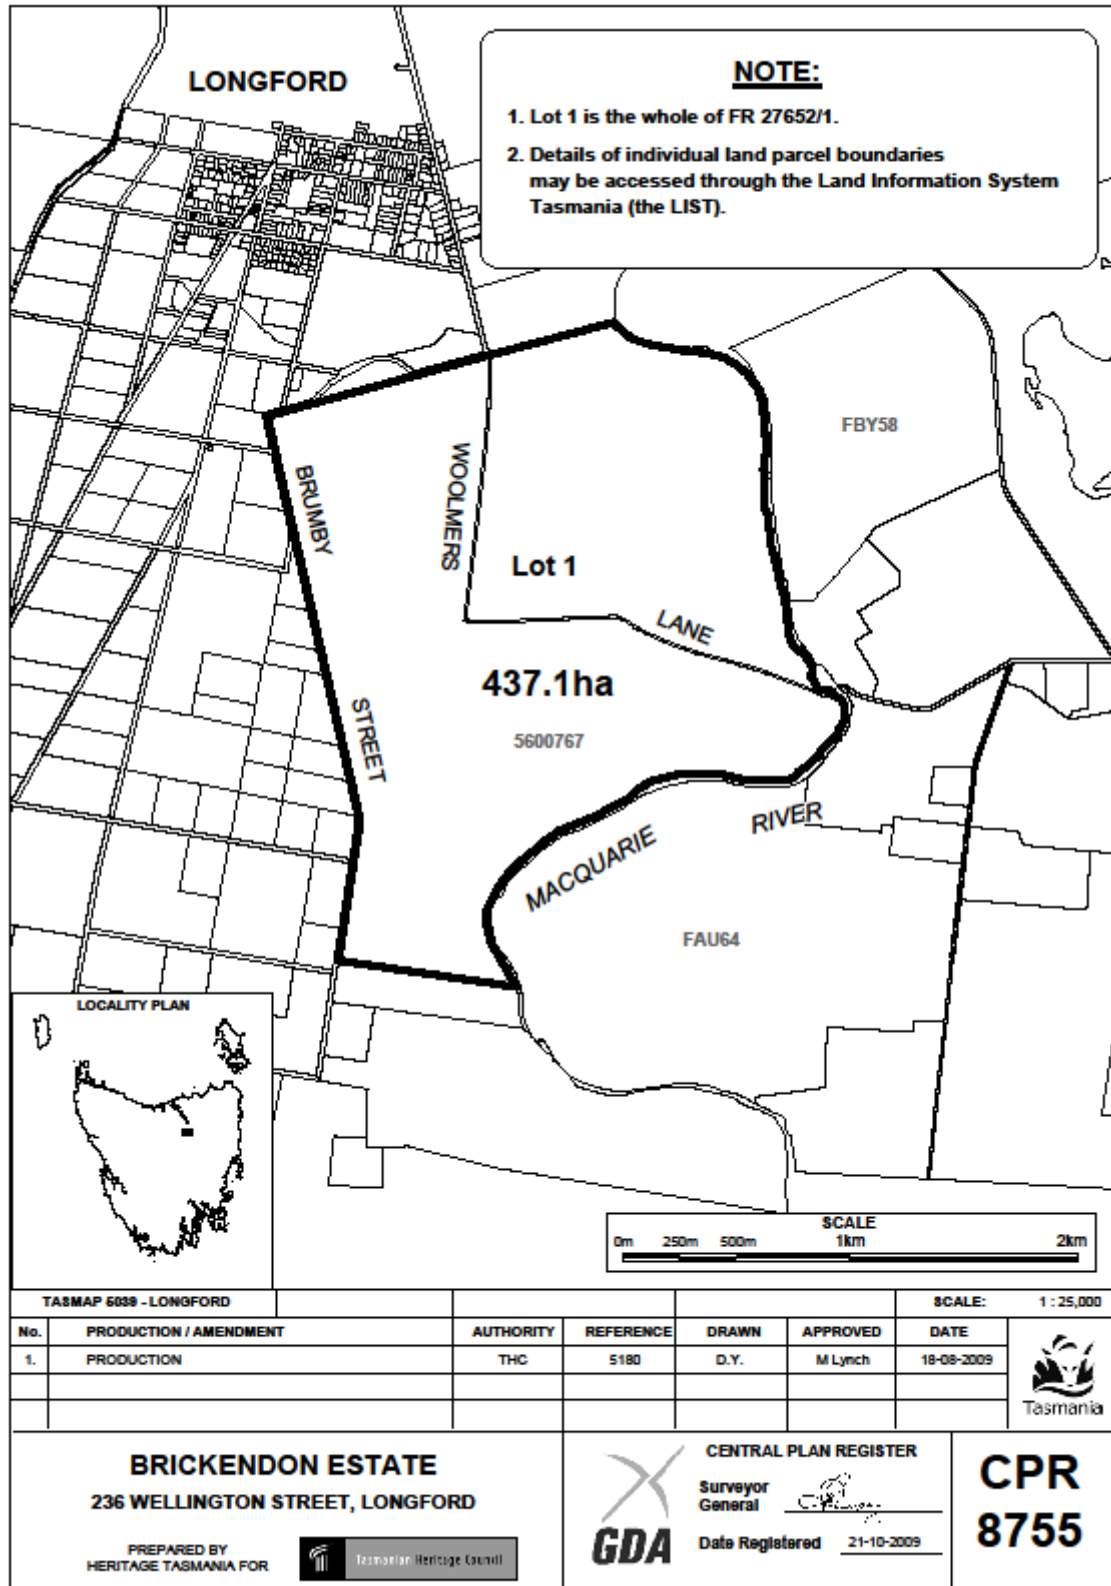 LONGFORD
NOTE:
1. Lot 1 is the whole of FR 27652/1.
2. Details of individual land parcel boundaries
may be accessed through the Land Information System
Tasmania (the LIST).
FBY58
BRUMBY
WOOLMERS
Lot 1
LANE
437.1ha
STREET
5600767
RIVER
MACQUARIE
FAU64
LOCALITY PLAN
SCALE
0m 250m 500m 1km 2km
TASMAP 5039 - LONGFORD SCALE: 1 : 25,000
No. PRODUCTION / AMENDMENT AUTHORITY REFERENCE DRAWN APPROVED DATE
1. PRODUCTION THC 5180 D.Y. M Lynch 18-08-2009
Tasmania
BRICKENDON ESTATE
236 WELLINGTON STREET, LONGFORD
PREPARED BY
HERITAGE TASMANIA FOR
Tasmanian Heritage Council
GDA
CENTRAL PLAN REGISTER
Surveyor
General
Date Registered 21-10-2009
CPR
8755